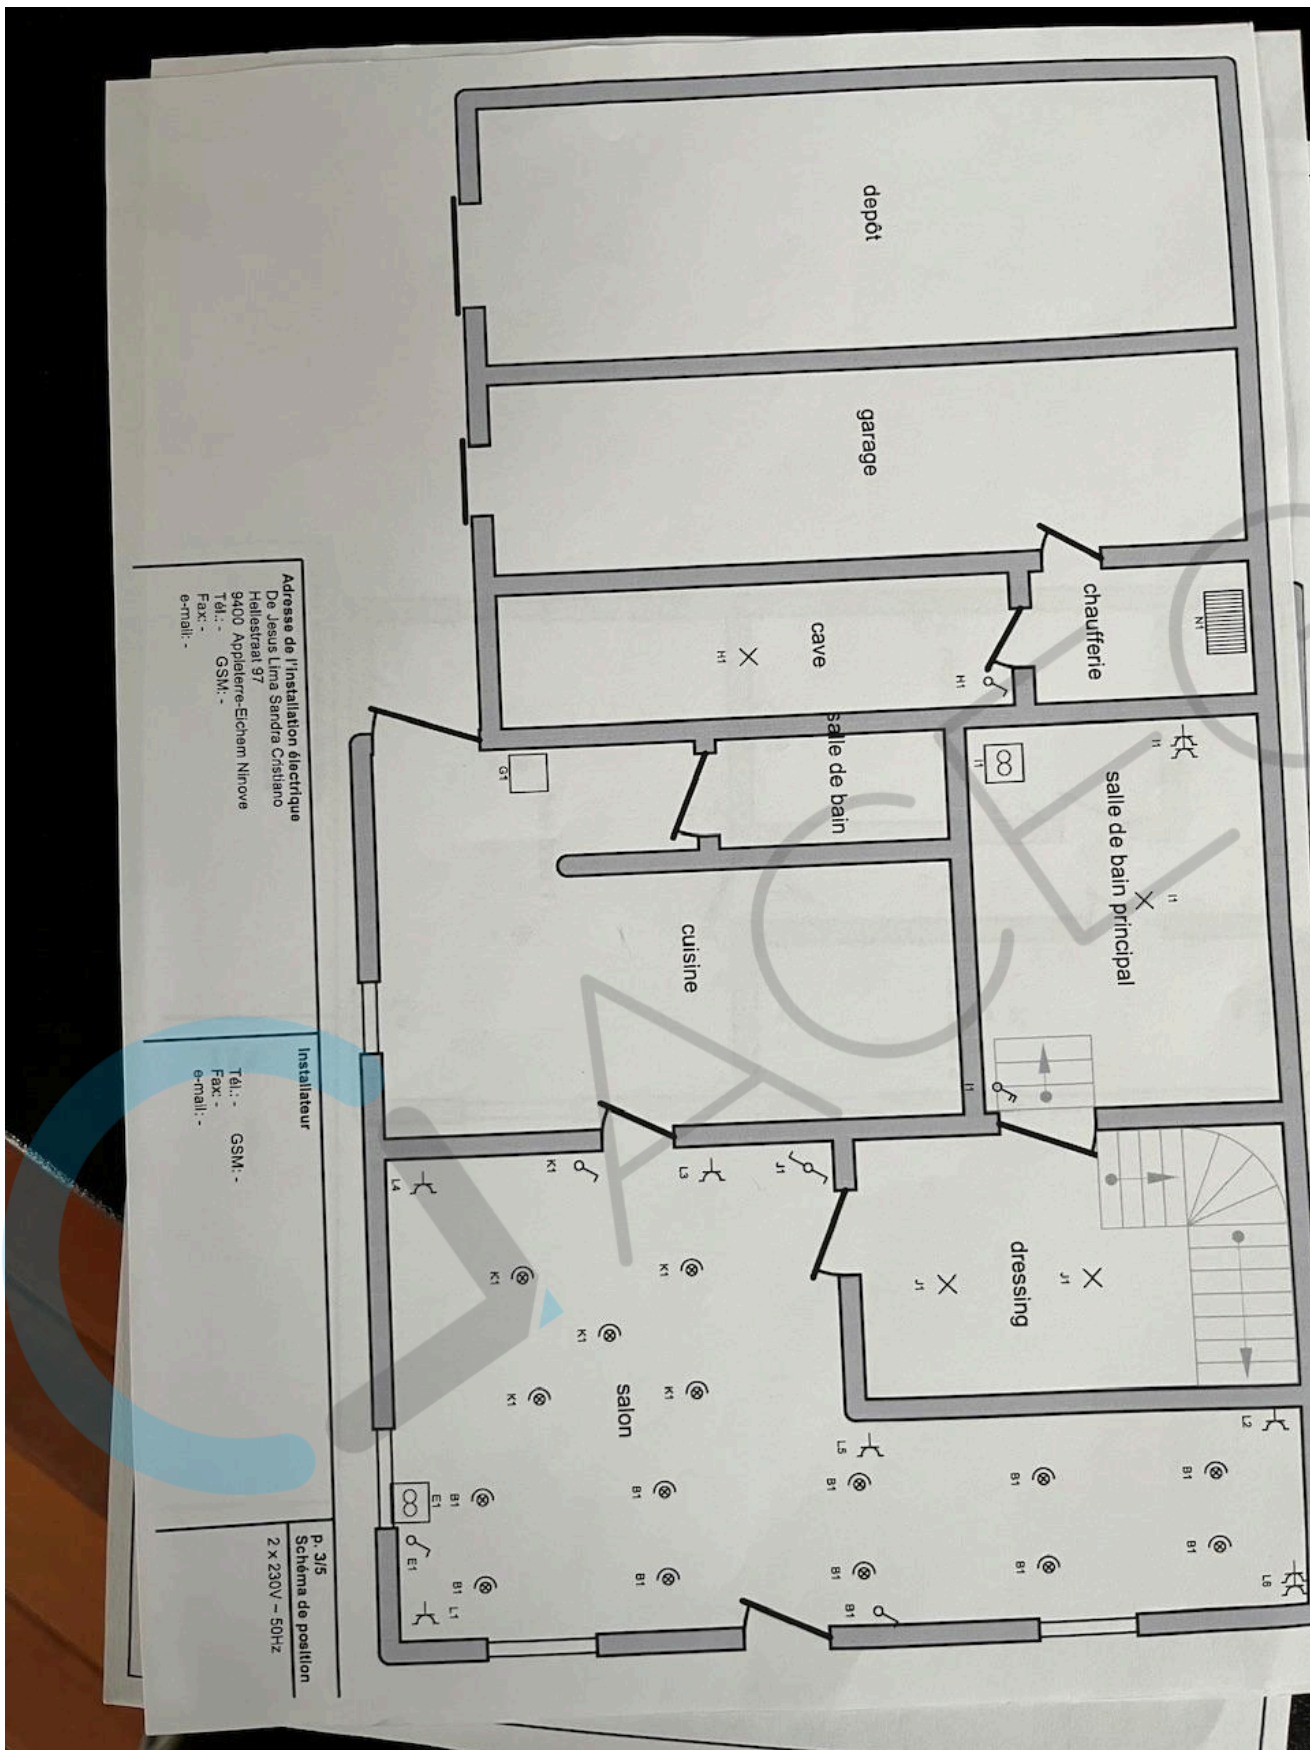 depôt
garage
chaufferie
N1
cave
H1
H1
salle de bain
salle de bain principal
I1
I1
I1
I1
G1
cuisine
dressing
J1
J1
J1
salon
K1
L3
L4
K1
K1
K1
K1
K1
L5
L2
B1
B1
B1
B1
B1
E1
B1
B1
B1
B1
B1
L6
B1
E1
L1
Adresse de l'installation électrique
De Jesus Lima Sandra Cristiano
Hellestraat 97
9400 Appleterre-Eichem Ninove
Tél.: - GSM: -
Fax: -
e-mail: -
Installateur
Tél.: - GSM: -
Fax: -
e-mail: -
p. 3/5
Schéma de position
2 x 230V ~ 50Hz